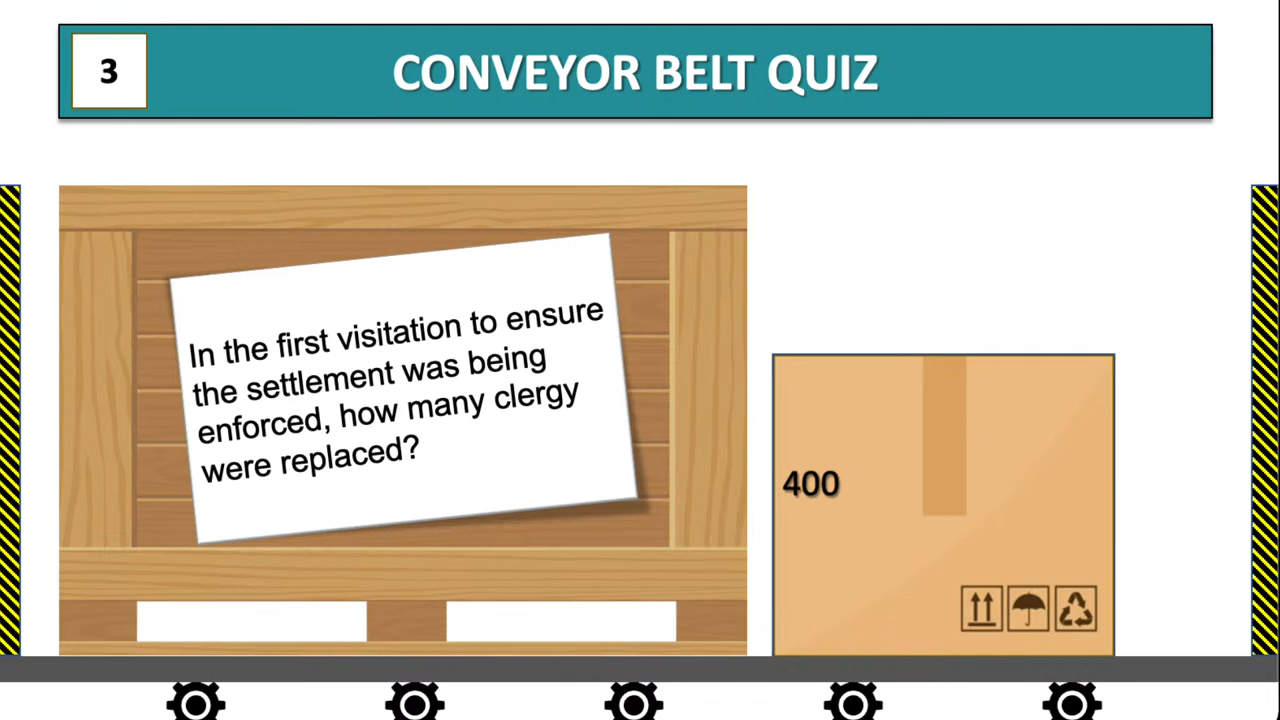 3
CONVEYOR BELT QUIZ
In the first visitation to ensure
the settlement was being
enforced, how many clergy
were replaced?
400